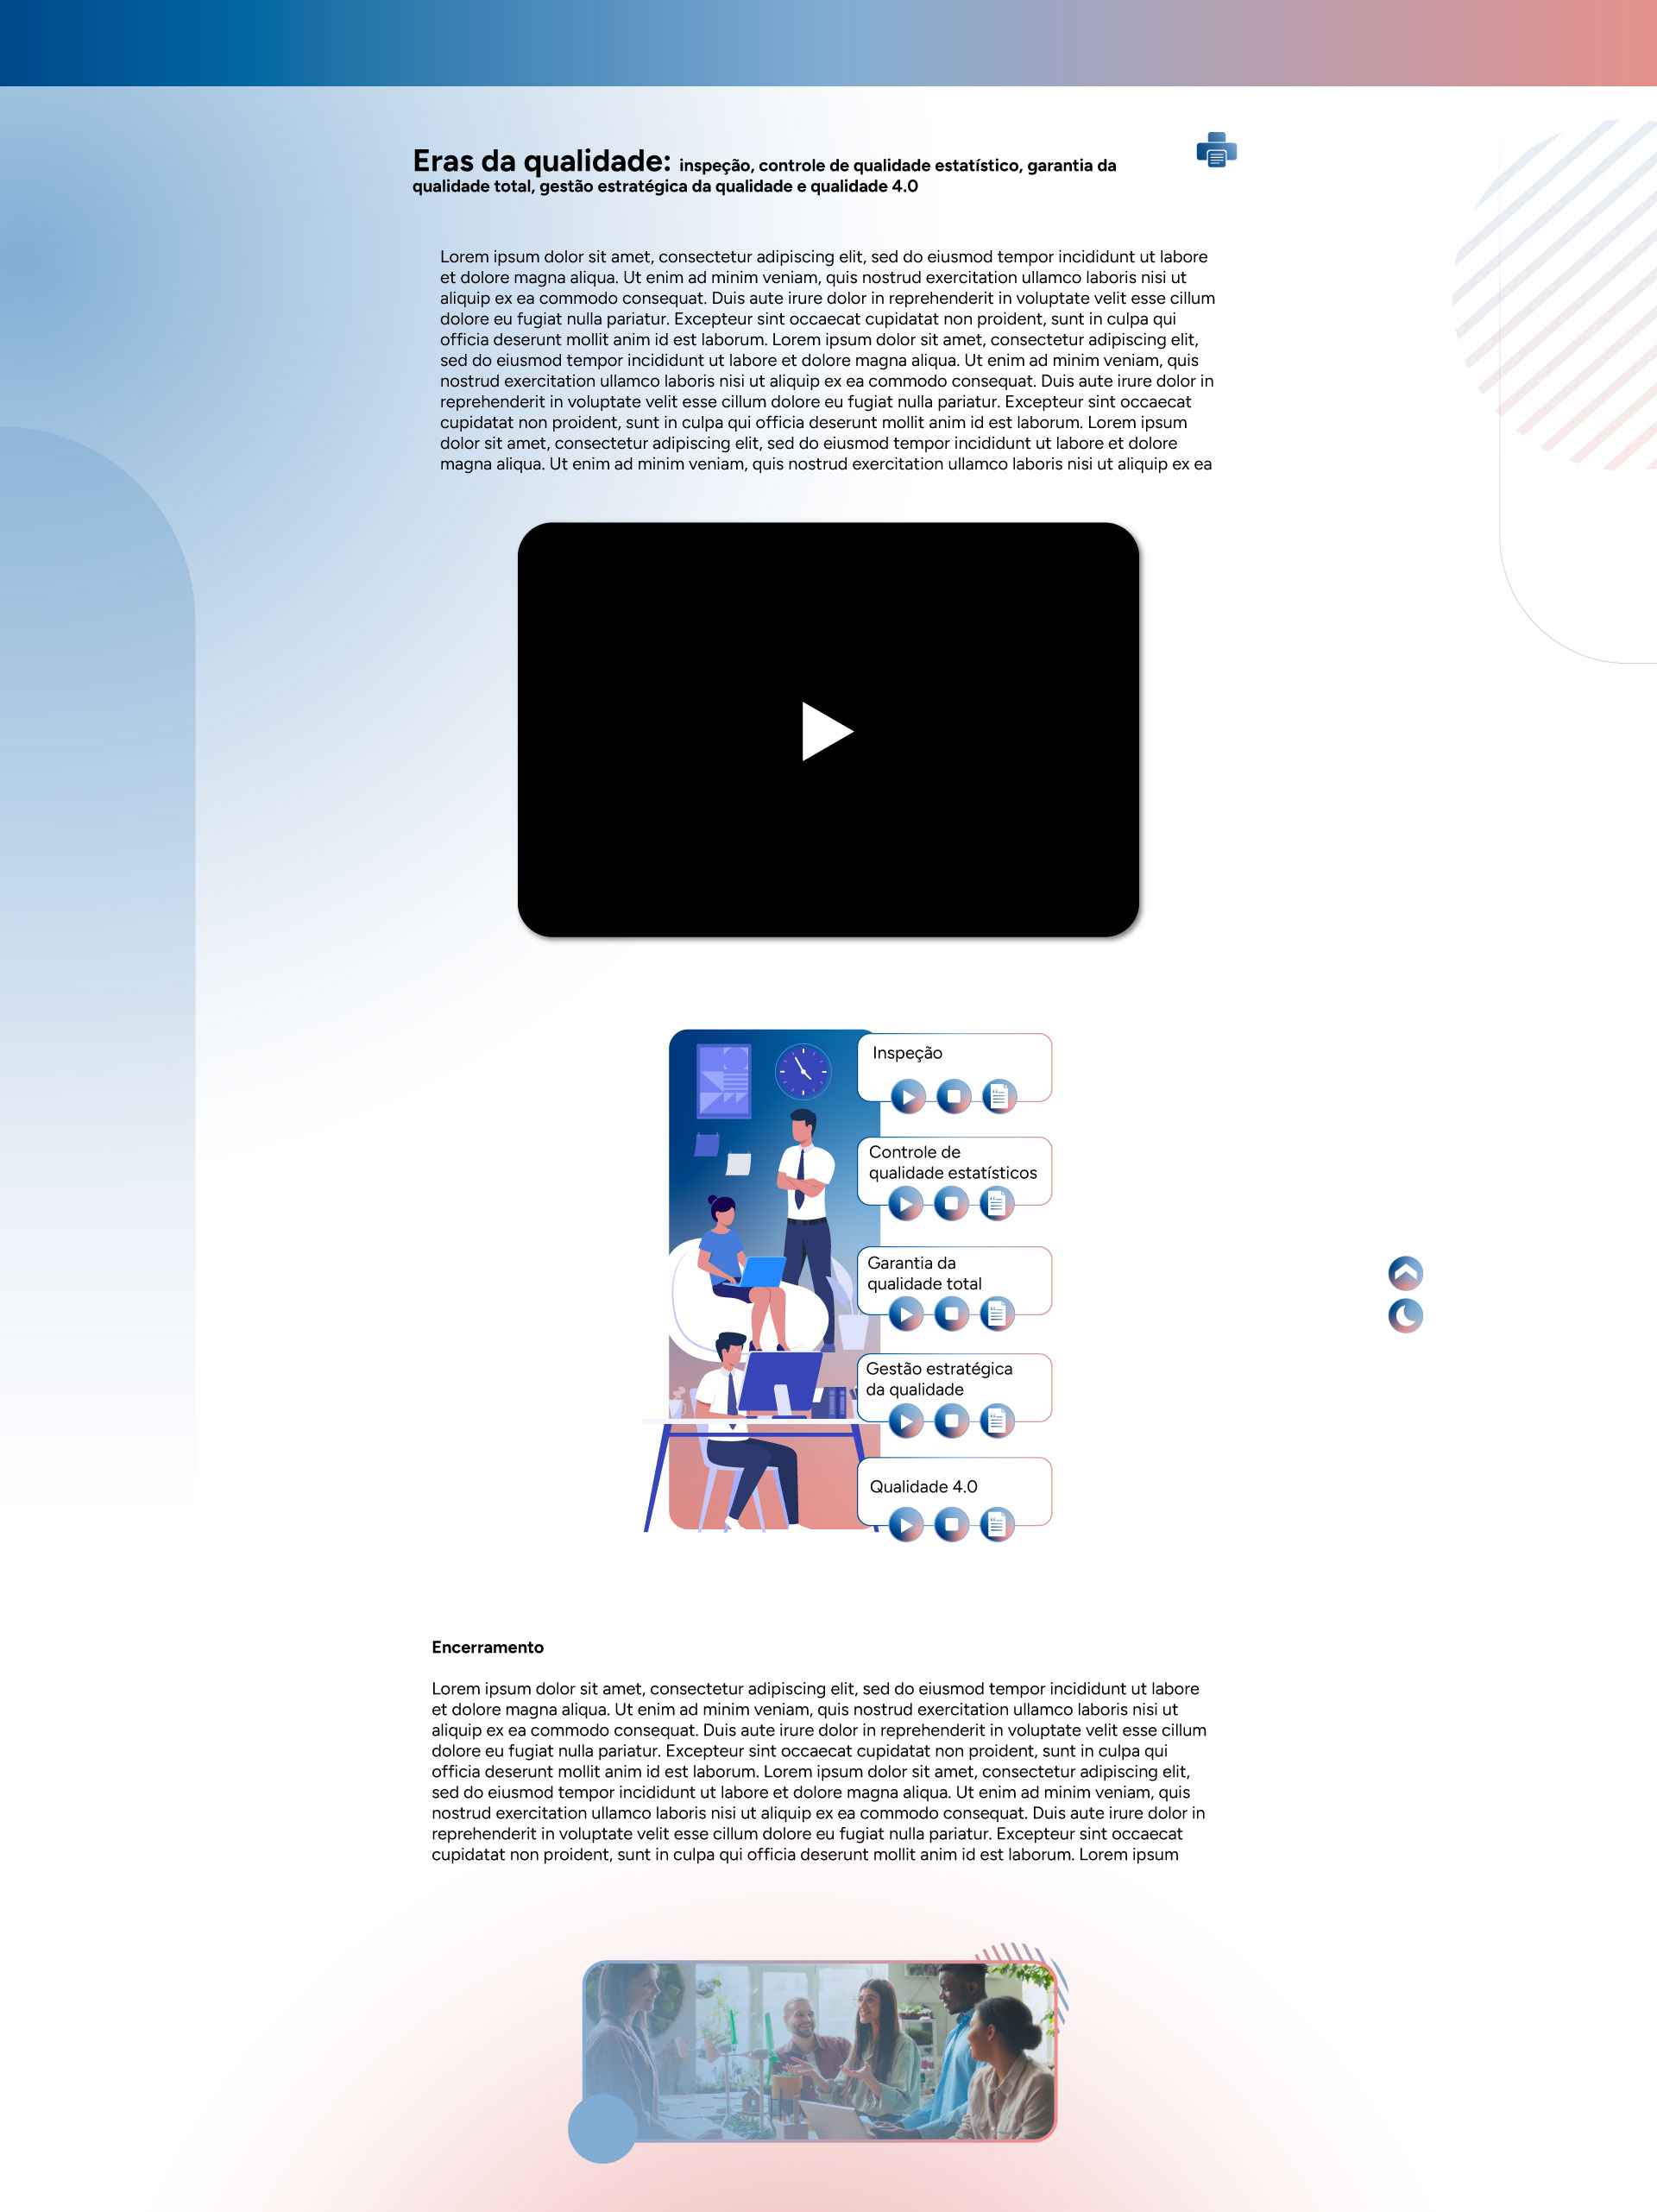 Eras da qualidade: inspeção, controle de qualidade estatístico, garantia da
qualidade total, gestão estratégica da qualidade e qualidade 4.0
Lorem ipsum dolor sit amet, consectetur adipiscing elit, sed do eiusmod tempor incididunt ut labore
et dolore magna aliqua. Ut enim ad minim veniam, quis nostrud exercitation ullamco laboris nisi ut
aliquip ex ea commodo consequat. Duis aute irure dolor in reprehenderit in voluptate velit esse cillum
dolore eu fugiat nulla pariatur. Excepteur sint occaecat cupidatat non proident, sunt in culpa qui
officia deserunt mollit anim id est laborum. Lorem ipsum dolor sit amet, consectetur adipiscing elit,
sed do eiusmod tempor incididunt ut labore et dolore magna aliqua. Ut enim ad minim veniam, quis
nostrud exercitation ullamco laboris nisi ut aliquip ex ea commodo consequat. Duis aute irure dolor in
reprehenderit in voluptate velit esse cillum dolore eu fugiat nulla pariatur. Excepteur sint occaecat
cupidatat non proident, sunt in culpa qui officia deserunt mollit anim id est laborum. Lorem ipsum
dolor sit amet, consectetur adipiscing elit, sed do eiusmod tempor incididunt ut labore et dolore
magna aliqua. Ut enim ad minim veniam, quis nostrud exercitation ullamco laboris nisi ut aliquip ex ea
Inspeção
Controle de
qualidade estatísticos
Garantia da
qualidade total
Gestão estratégica
da qualidade
Qualidade 4.0
Encerramento
Lorem ipsum dolor sit amet, consectetur adipiscing elit, sed do eiusmod tempor incididunt ut labore
et dolore magna aliqua. Ut enim ad minim veniam, quis nostrud exercitation ullamco laboris nisi ut
aliquip ex ea commodo consequat. Duis aute irure dolor in reprehenderit in voluptate velit esse cillum
dolore eu fugiat nulla pariatur. Excepteur sint occaecat cupidatat non proident, sunt in culpa qui
officia deserunt mollit anim id est laborum. Lorem ipsum dolor sit amet, consectetur adipiscing elit,
sed do eiusmod tempor incididunt ut labore et dolore magna aliqua. Ut enim ad minim veniam, quis
nostrud exercitation ullamco laboris nisi ut aliquip ex ea commodo consequat. Duis aute irure dolor in
reprehenderit in voluptate velit esse cillum dolore eu fugiat nulla pariatur. Excepteur sint occaecat
cupidatat non proident, sunt in culpa qui officia deserunt mollit anim id est laborum. Lorem ipsum